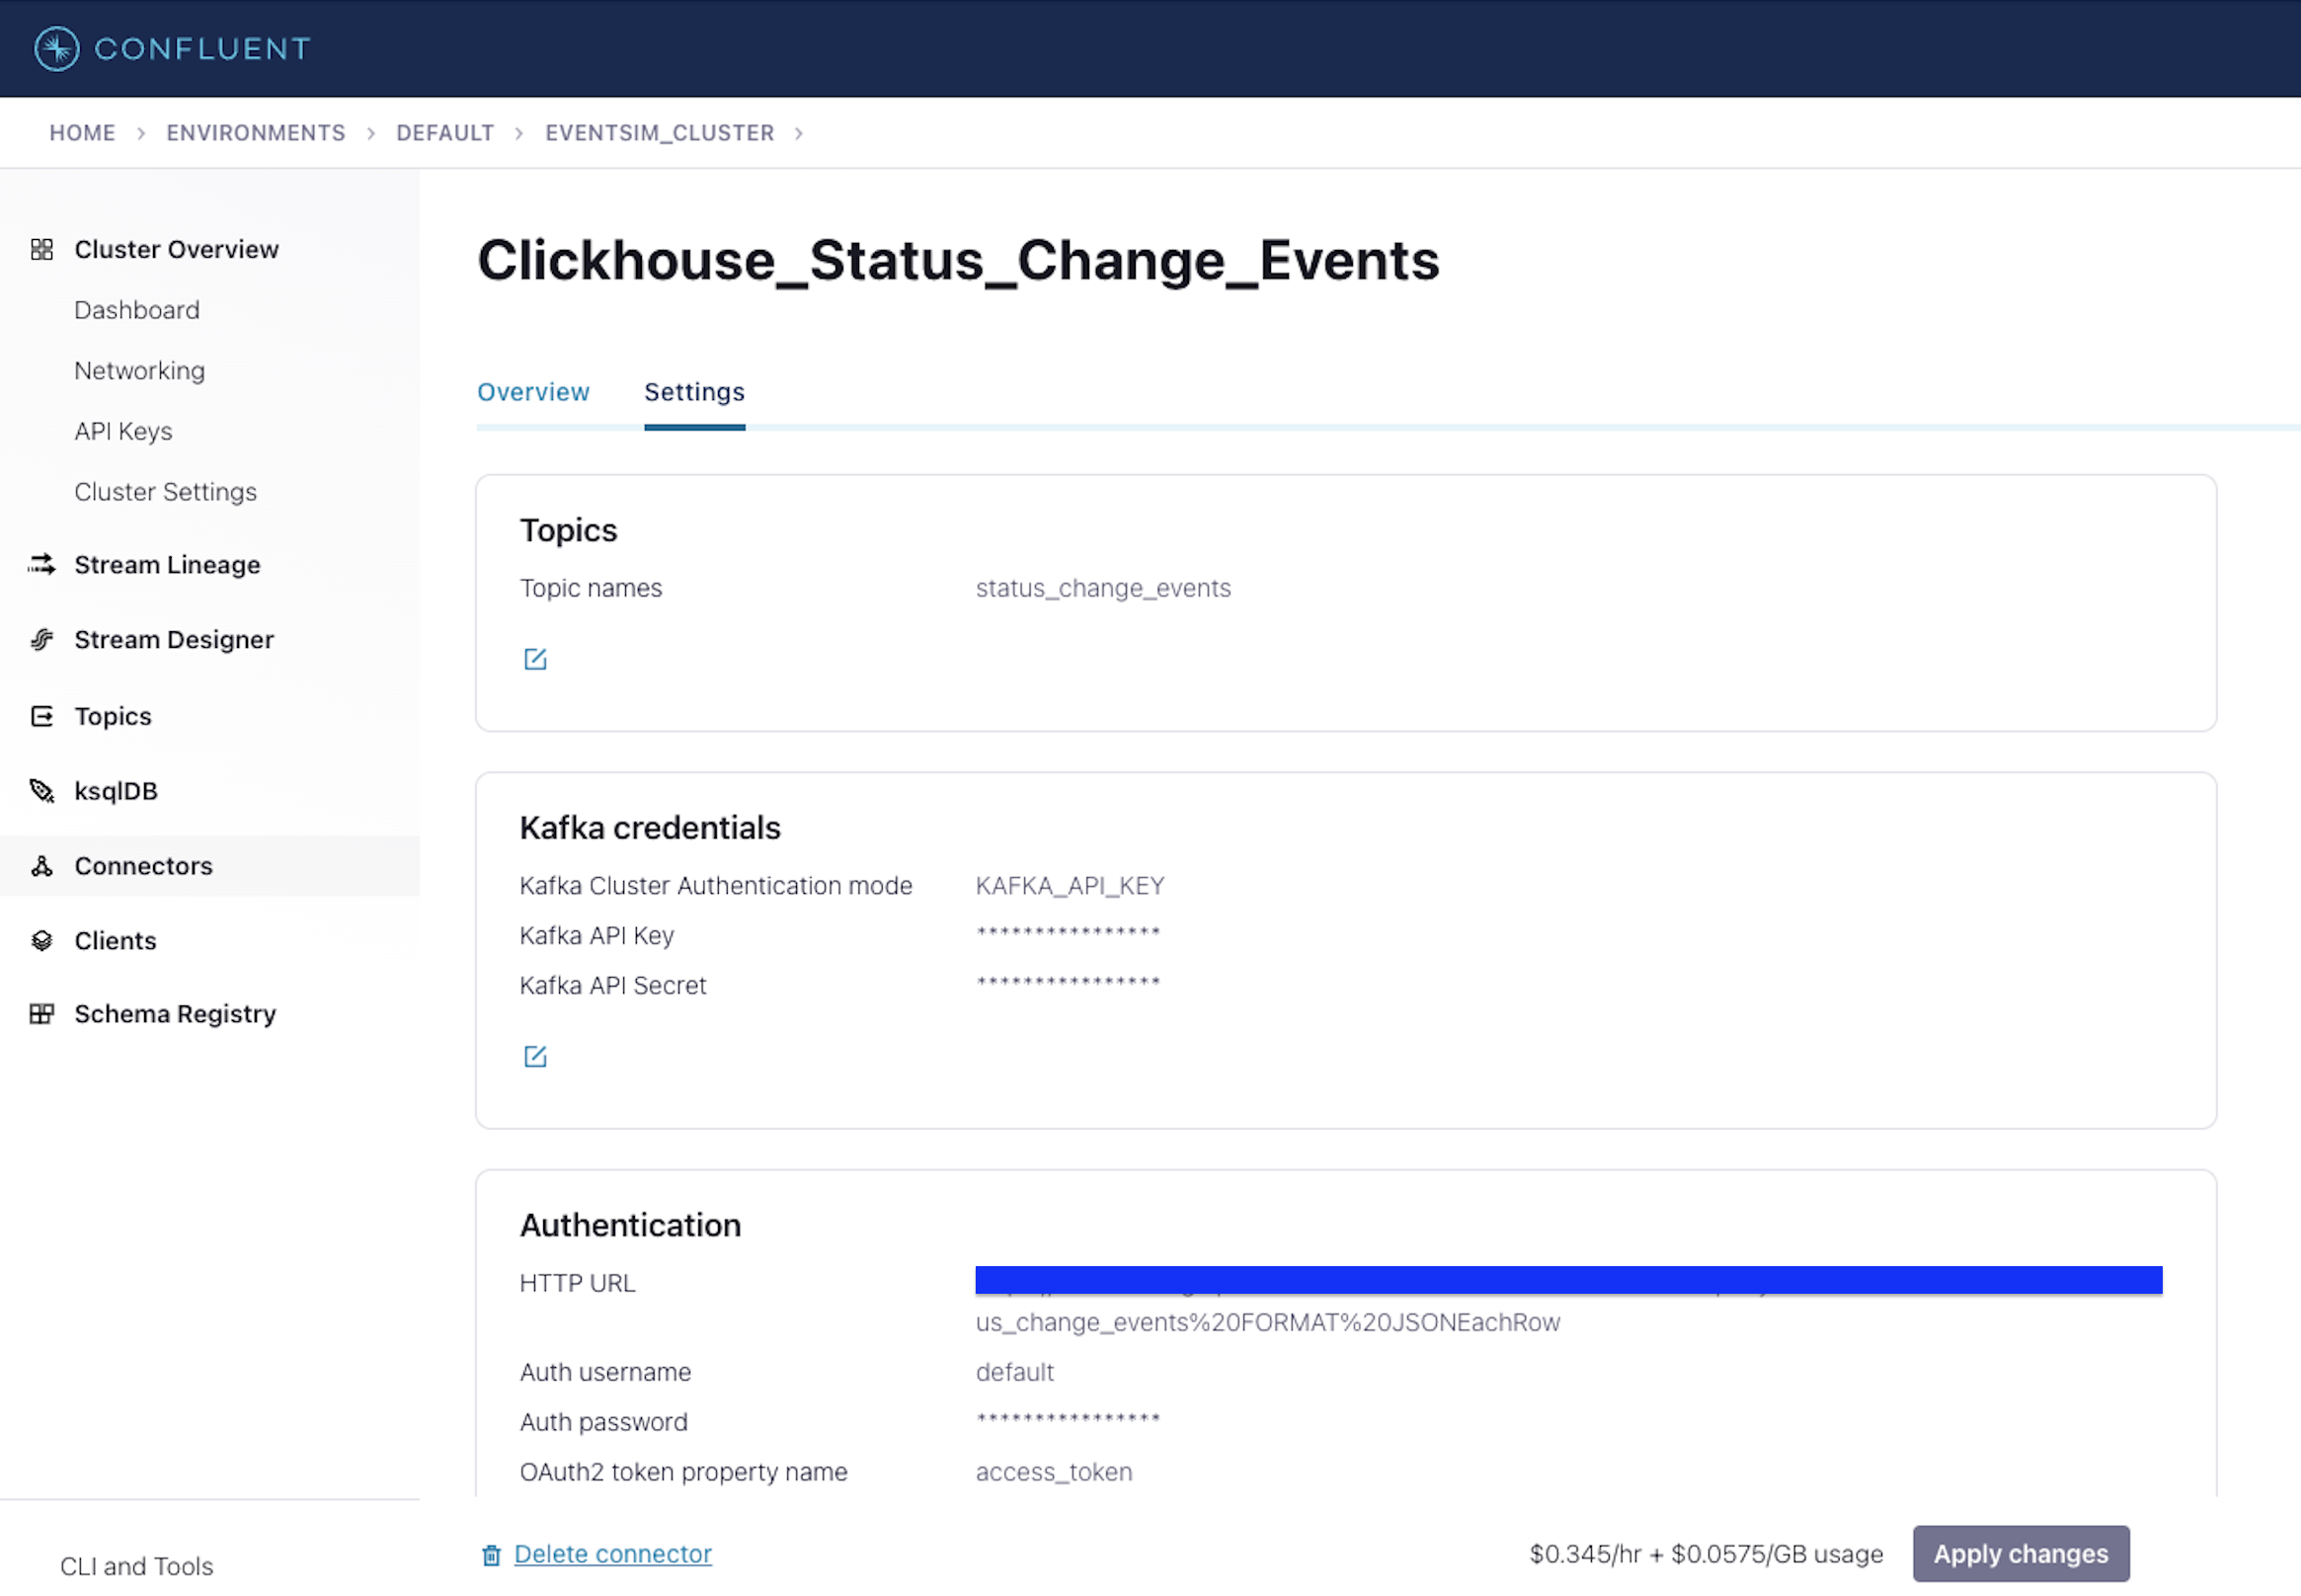 CONFLUENT
HOME > ENVIRONMENTS > DEFAULT > EVENTSIM_CLUSTER >
Cluster Overview
Dashboard
Networking
API Keys
Cluster Settings
Stream Lineage
Stream Designer
Topics
ksqlDB
Connectors
Clients
Schema Registry
CLI and Tools
Clickhouse_Status_Change_Events
Overview Settings
Topics
Topic names status_change_events
Kafka credentials
Kafka Cluster Authentication mode KAFKA_API_KEY
Kafka API Key ****************
Kafka API Secret ****************
Authentication
HTTP URL
us_change_events%20FORMAT%20JSONEachRow
Auth username default
Auth password ****************
OAuth2 token property name access_token
Delete connector $0.345/hr + $0.0575/GB usage Apply changes